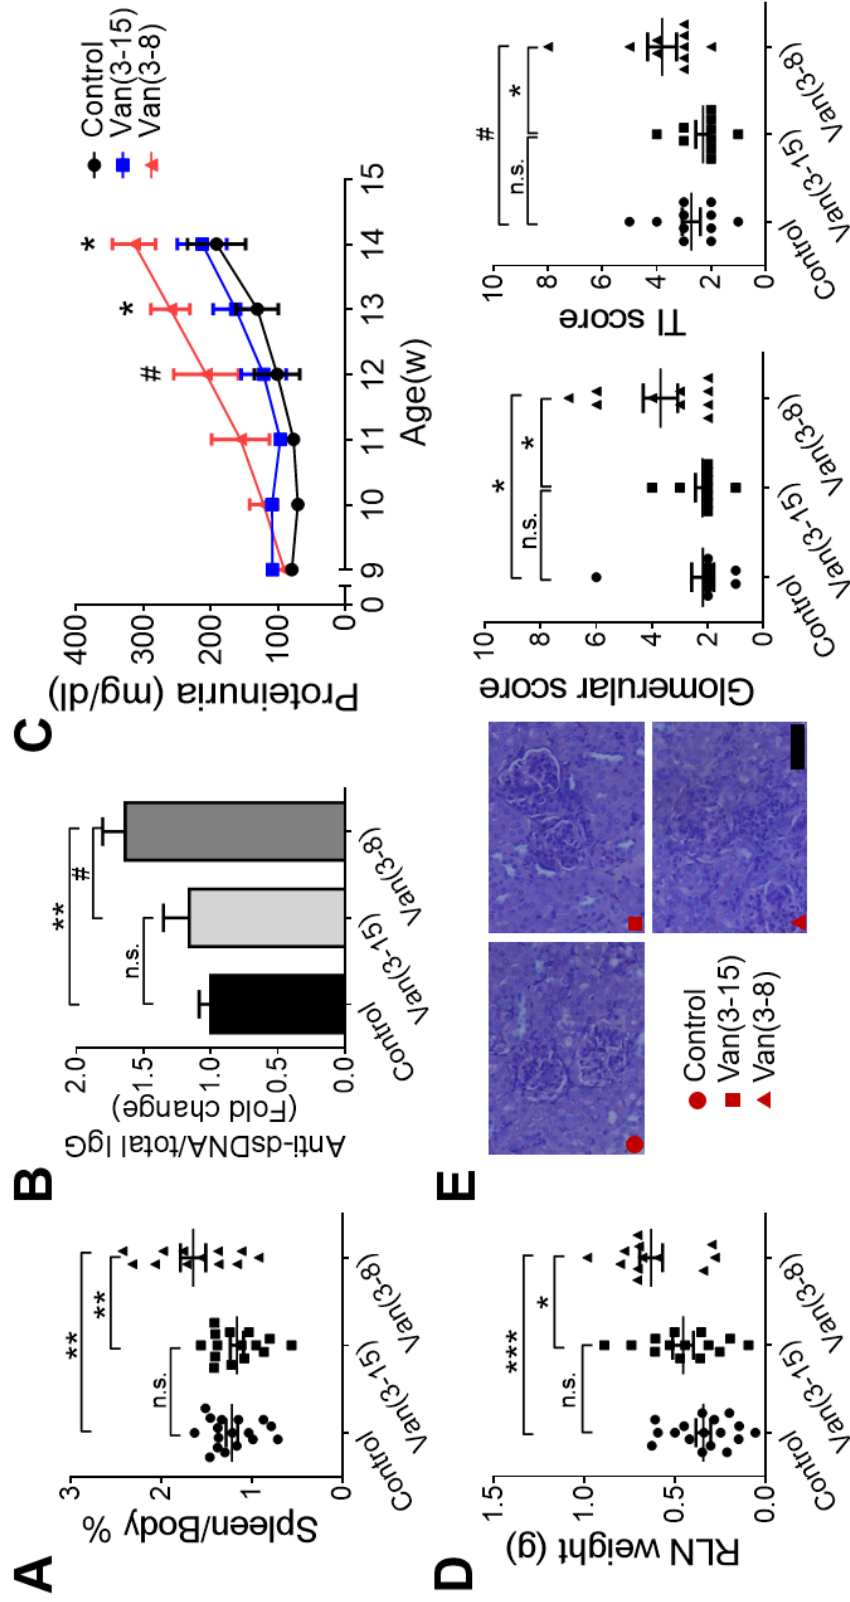 A
Spleen/Body %
3
2
1
0
Control
Van(3-15)
Van(3-8)
n.s.
**
**
B
Anti-dsDNA/total IgG
(Fold change)
2.0
1.5
1.0
0.5
0.0
Control
Van(3-15)
Van(3-8)
n.s.
#
**
C
Proteinuria (mg/dl)
400
300
200
100
0
0 9 10 11 12 13 14 15
Age(w)
#
*
*
Control
Van(3-15)
Van(3-8)
D
RLN weight (g)
1.5
1.0
0.5
0.0
Control
Van(3-15)
Van(3-8)
n.s.
*
***
E
Control
Van(3-15)
Van(3-8)
Glomerular score
10
8
6
4
2
0
Control
Van(3-15)
Van(3-8)
n.s.
*
*
TI score
10
8
6
4
2
0
Control
Van(3-15)
Van(3-8)
n.s.
*
#